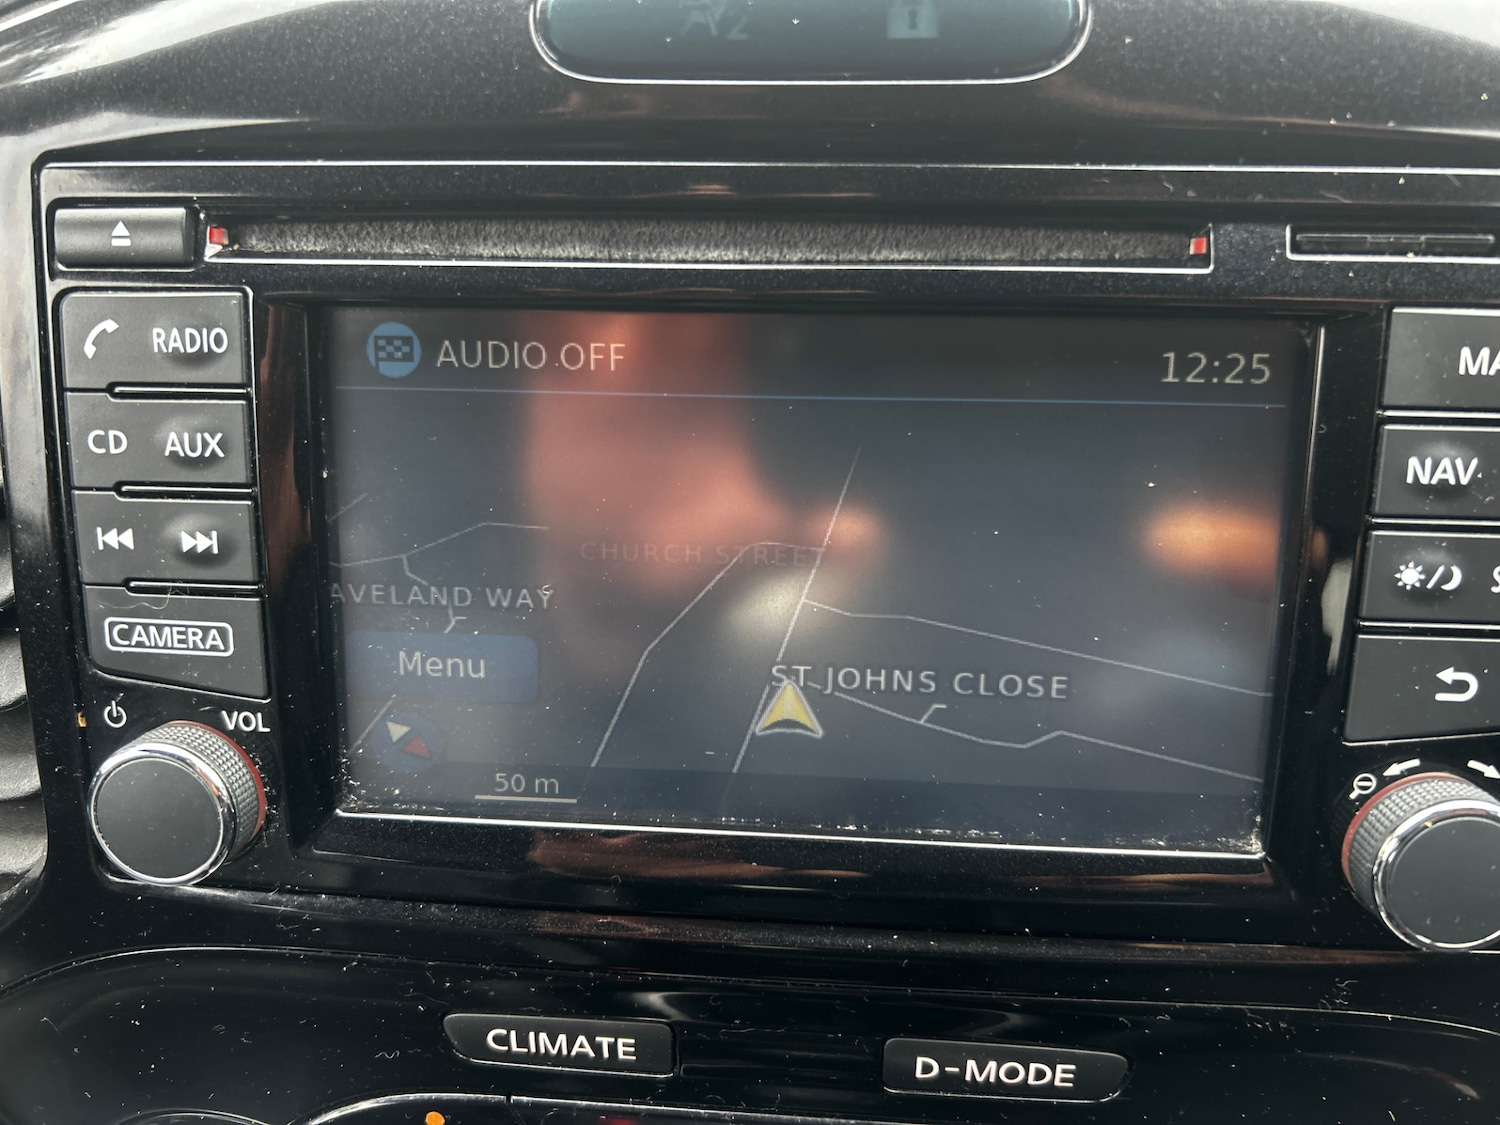 RADIO
CD AUX
CAMERA
VOL
AUDIO OFF
12:25
CHURCH STREET
AVELAND WAY
Menu
ST JOHNS CLOSE
50 m
MA
NAV
S
CLIMATE
D-MODE